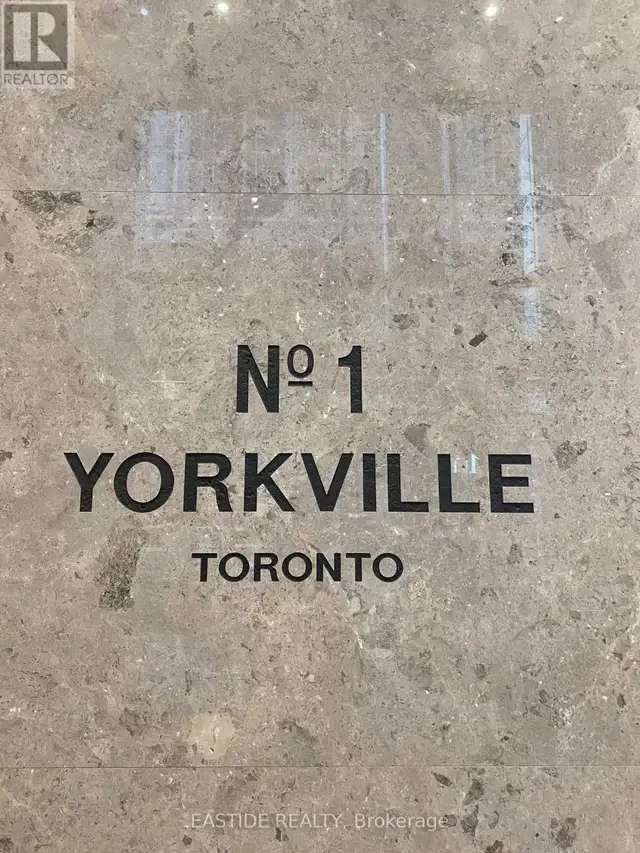 R
REALTOR®
Nº 1
YORKVILLE
TORONTO
EASTIDE REALTY, Brokerage